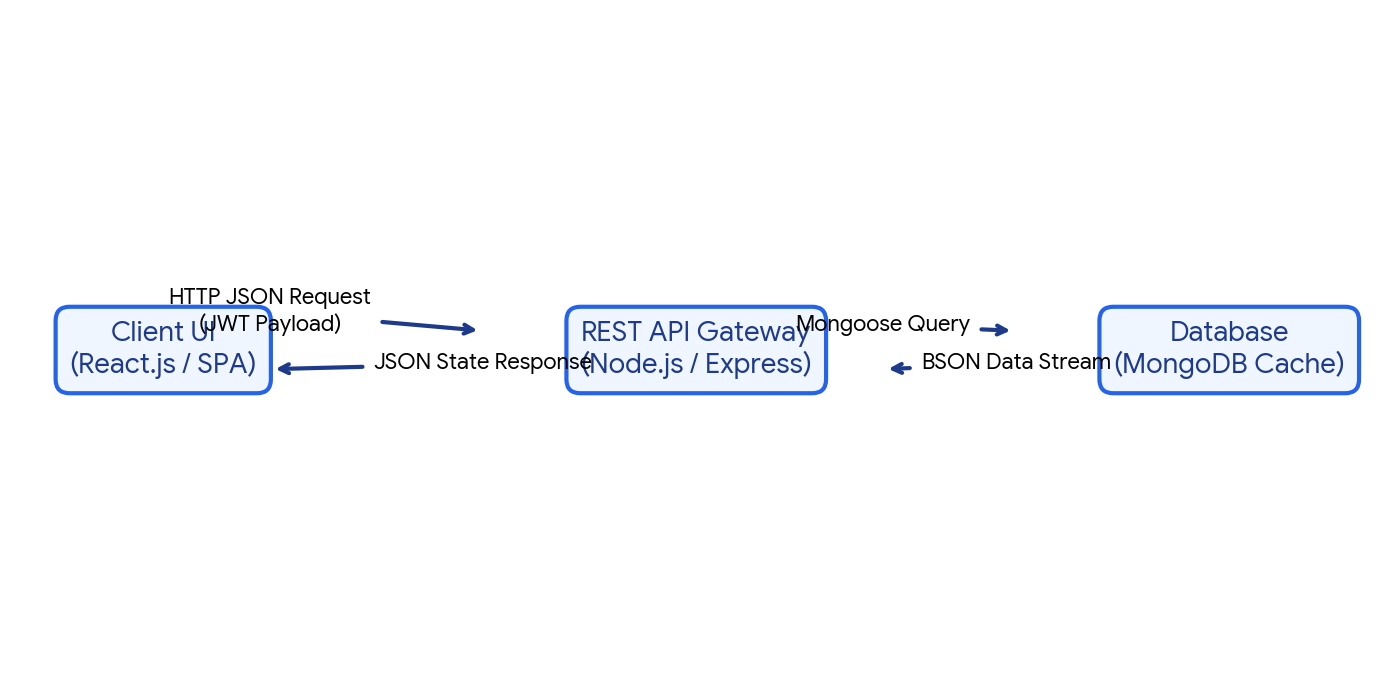 HTTP JSON Request
(JWT Payload)
Client UI
(React.js / SPA)
JSON State Response
REST API Gateway
(Node.js / Express)
Mongoose Query
BSON Data Stream
Database
(MongoDB Cache)